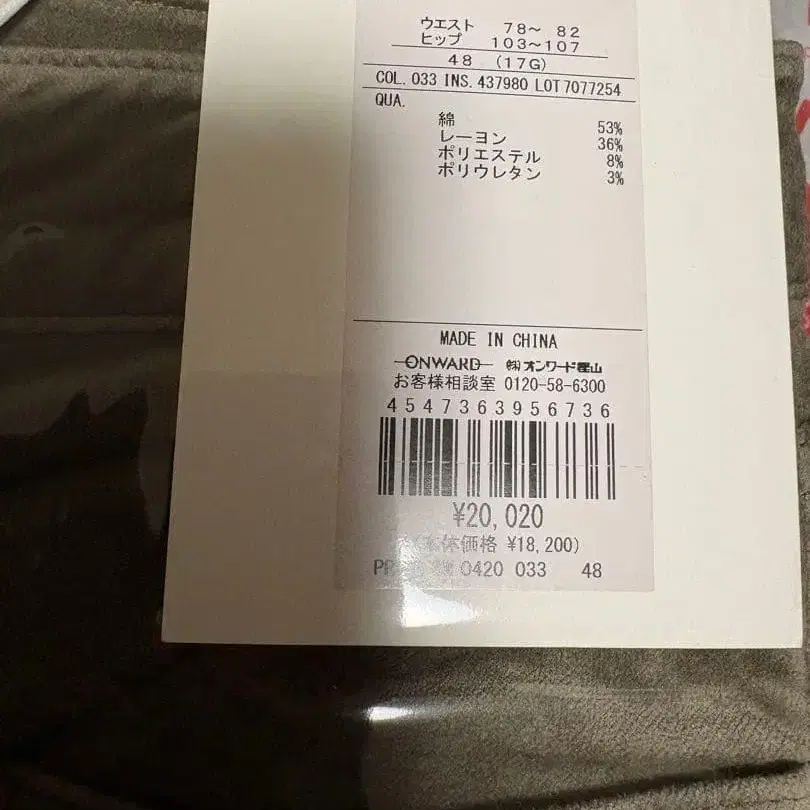 ウエスト 78～ 82
ヒップ 103～107
48 (17G)
COL. 033 INS. 437980 LOT7077254
QUA.
綿 53%
レーヨン 36%
ポリエステル 8%
ポリウレタン 3%
MADE IN CHINA
ONWARD ㈱オンワード樫山
お客様相談室 0120-58-6300
4547363956736
¥20,020
(本体価格 ¥18,200)
0420 033 48